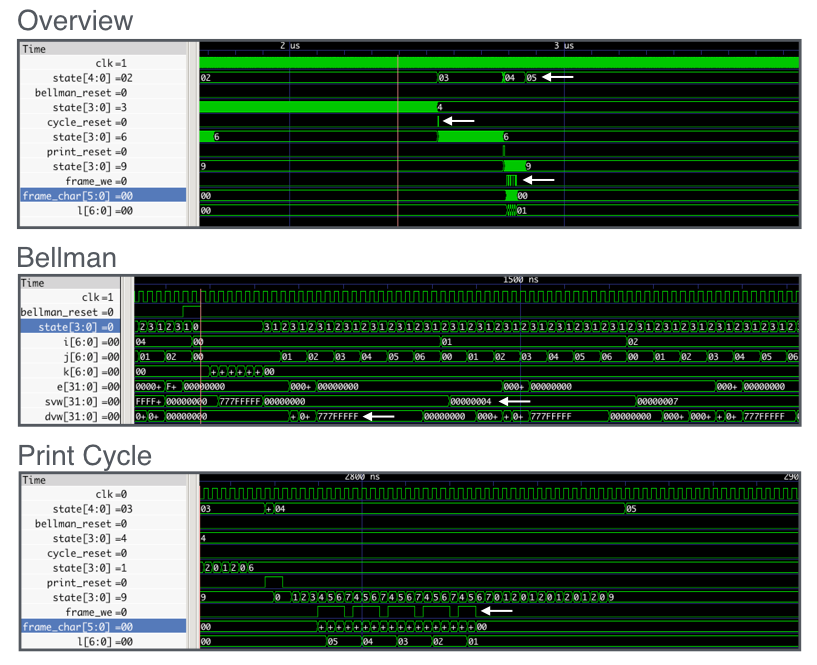 Overview
Time
2 us 3 us
clk=1
state[4:0] =02 02 03 04 05
bellman_reset =0
state[3:0] =3 4
cycle_reset =0
state[3:0] =6 6 6
print_reset=0
state[3:0] =9 9 9
frame_we=0
frame_char[5:0] =00 00 00
l[6:0] =00 00 01
Bellman
Time
1500 ns
clk=1
bellman_reset =0
state[3:0] =0 2 3 1 2 3 1 0 3 1 2 3 1 2 3 1 2 3 1 2 3 1 2 3 1 2 3 1 2 3 1 2 3 1 2 3 1 2 3 1 2 3 1 2 3 1 2 3 1 2 3 1 2 3 1 2 3 1 2 3 1 2 3 1 2
i[6:0] =00 04 00 01 02
j[6:0] =00 01 02 00 01 02 03 04 05 06 00 01 02 03 04 05 06 00 01 02 03 04 05 06
k[6:0] =00 00 + + + + + + 00
e[31:0] =00 0000+ F+ 00000000 000+ 00000000 000+ 00000000 000+ 00000000
svw[31:0] =00 FFFF+ 00000000 777FFFFF 00000000 00000004 00000007
dvw[31:0] =00 0+ 0+ 00000000 + 0+ 777FFFFF 00000000 000+ + 0+ 777FFFFF 00000000 000+ 000+ + 0+ 777FFFFF
Print Cycle
Time
2800 ns 290
clk=0
state[4:0] =03 03 + 04 05
bellman_reset =0
state[3:0] =4 4
cycle_reset =0
state[3:0] =1 2 0 1 2 0 6
print_reset =0
state[3:0] =9 9 0 1 2 3 4 5 6 7 4 5 6 7 4 5 6 7 4 5 6 7 4 5 6 7 0 1 2 0 1 2 0 1 2 0 1 2 0 9
frame_we=0
frame_char[5:0] =00 00 + + + + + + + + + + + + + + + + + + 00
l[6:0] =00 00 05 04 03 02 01